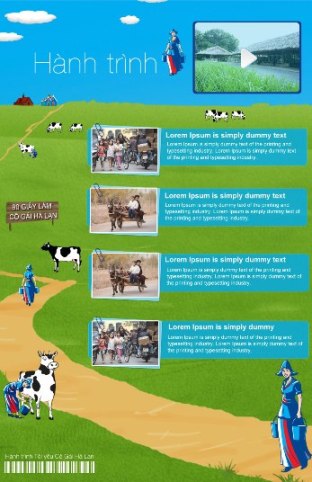 Hành trình
Lorem Ipsum is simply dummy text
Lorem Ipsum is simply dummy text of the printing and
typesetting industry. Lorem Ipsum is simply dummy text
of the printing and typesetting industry.
Lorem Ipsum is simply dummy text
Lorem Ipsum is simply dummy text of the printing and
typesetting industry. Lorem Ipsum is simply dummy text
of the printing and typesetting industry.
60 GIÂY LÀM
CÔ GÁI HÀ LAN
Lorem Ipsum is simply dummy text
Lorem Ipsum is simply dummy text of the printing and
typesetting industry. Lorem Ipsum is simply dummy text
of the printing and typesetting industry.
Lorem Ipsum is simply dummy
Lorem Ipsum is simply dummy text of the printing and
typesetting industry. Lorem Ipsum is simply dummy text of
the printing and typesetting industry.
Hành trình Tôi yêu Cô Gái Hà Lan